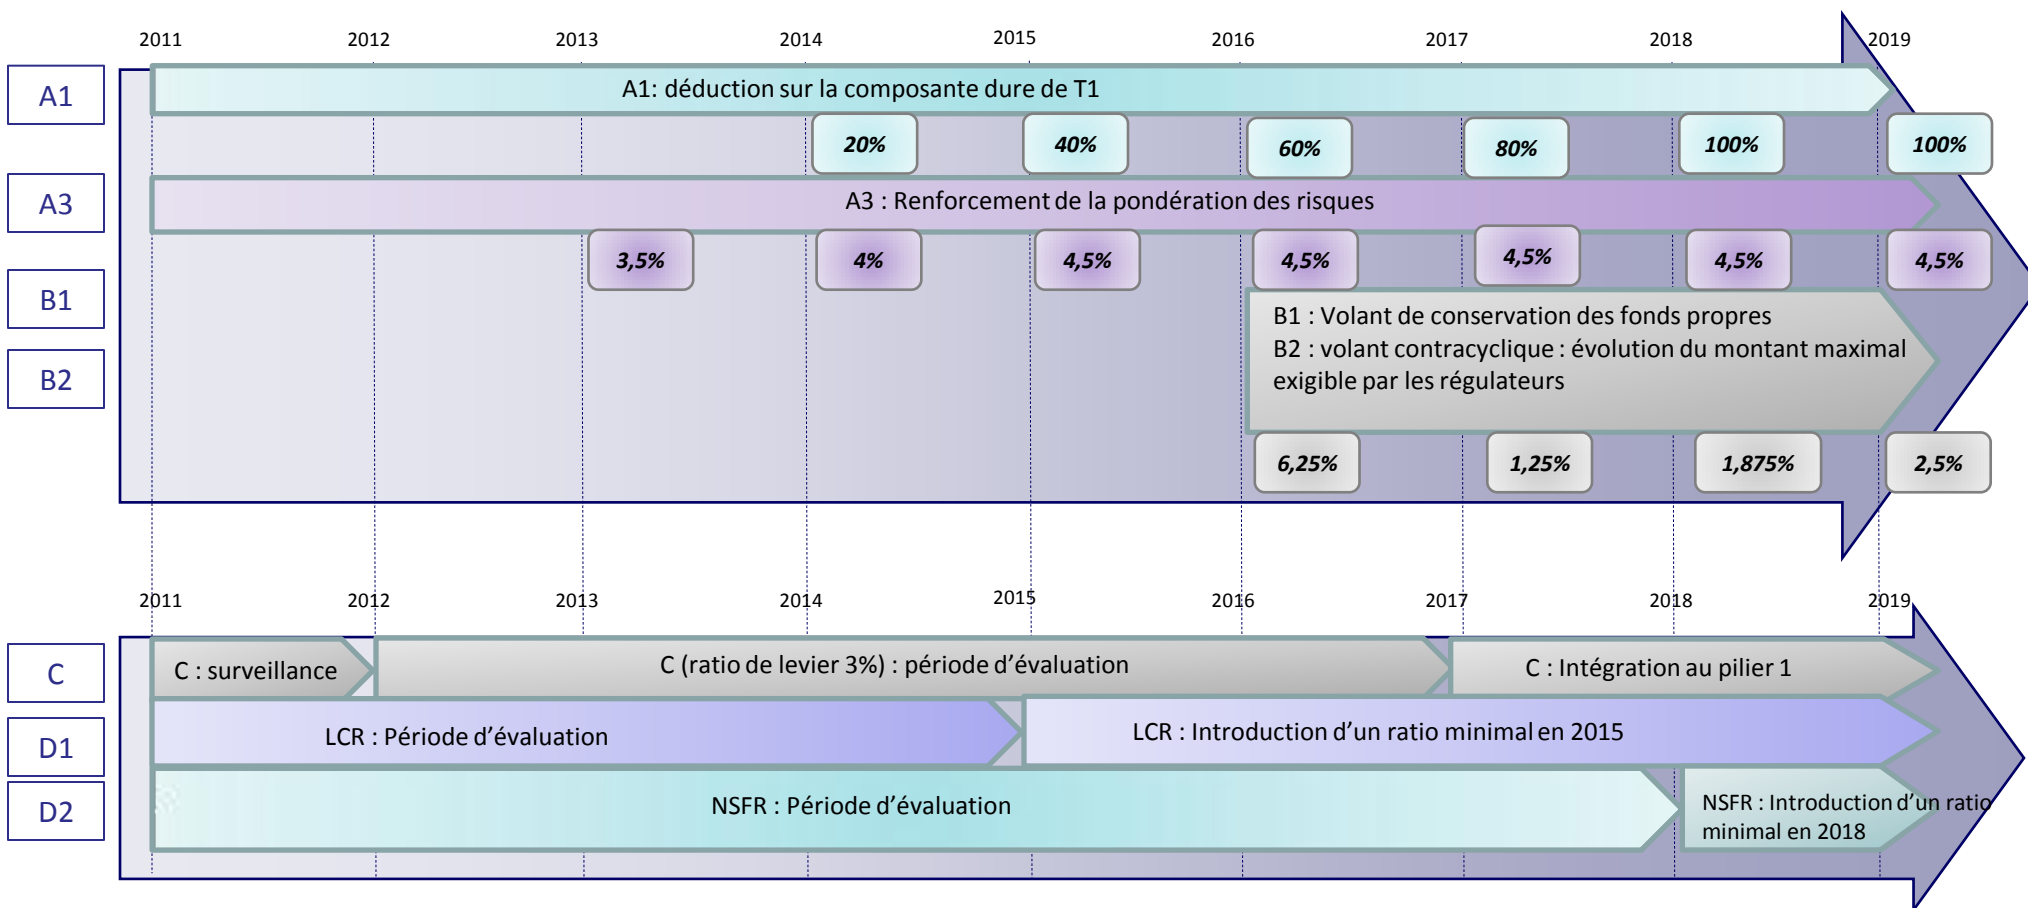 2011 2012 2013 2014 2015 2016 2017 2018 2019
A1
A1: déduction sur la composante dure de T1
20% 40% 60% 80% 100% 100%
A3
A3 : Renforcement de la pondération des risques
3,5% 4% 4,5% 4,5% 4,5% 4,5% 4,5%
B1
B2
B1 : Volant de conservation des fonds propres
B2 : volant contracyclique : évolution du montant maximal
exigible par les régulateurs
6,25% 1,25% 1,875% 2,5%
2011 2012 2013 2014 2015 2016 2017 2018 2019
C
C : surveillance
C (ratio de levier 3%) : période d'évaluation
C : Intégration au pilier 1
D1
LCR : Période d'évaluation
LCR : Introduction d'un ratio minimal en 2015
D2
NSFR : Période d'évaluation
NSFR : Introduction d'un ratio
minimal en 2018